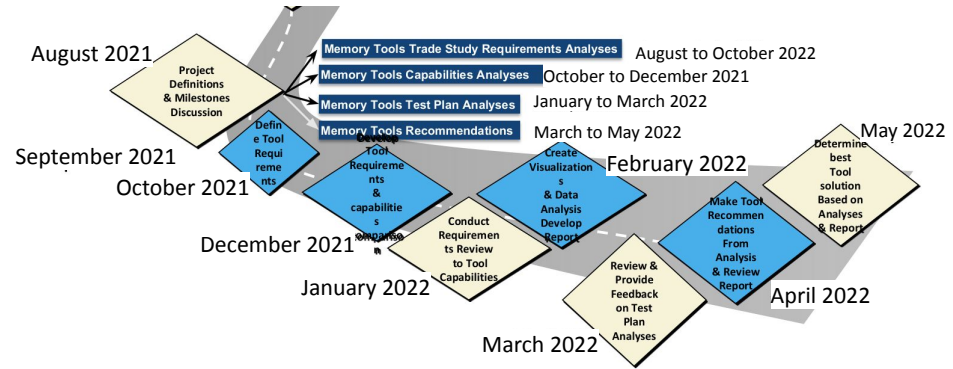 August 2021
Project
Definitions
& Milestones
Discussion
Memory Tools Trade Study Requirements Analyses
August to October 2022
Memory Tools Capabilities Analyses
October to December 2021
Memory Tools Test Plan Analyses
January to March 2022
Memory Tools Recommendations
March to May 2022
September 2021
Defin
e Tool
Requi
reme
nts
October 2021
Develop
Tool
Requireme
nts
&
capabilitie
s
ompariso
n
December 2021
Conduct
Requiremen
ts Review
to Tool
Capabilities
January 2022
Create
Visualization
s
& Data
Analysis
Develop
Report
February 2022
Review &
Provide
Feedback
on Test
Plan
Analyses
March 2022
Make Tool
Recommen
dations
From
Analysis
& Review
Report
April 2022
May 2022
Determine
best
Tool
solution
Based on
Analyses
& Report